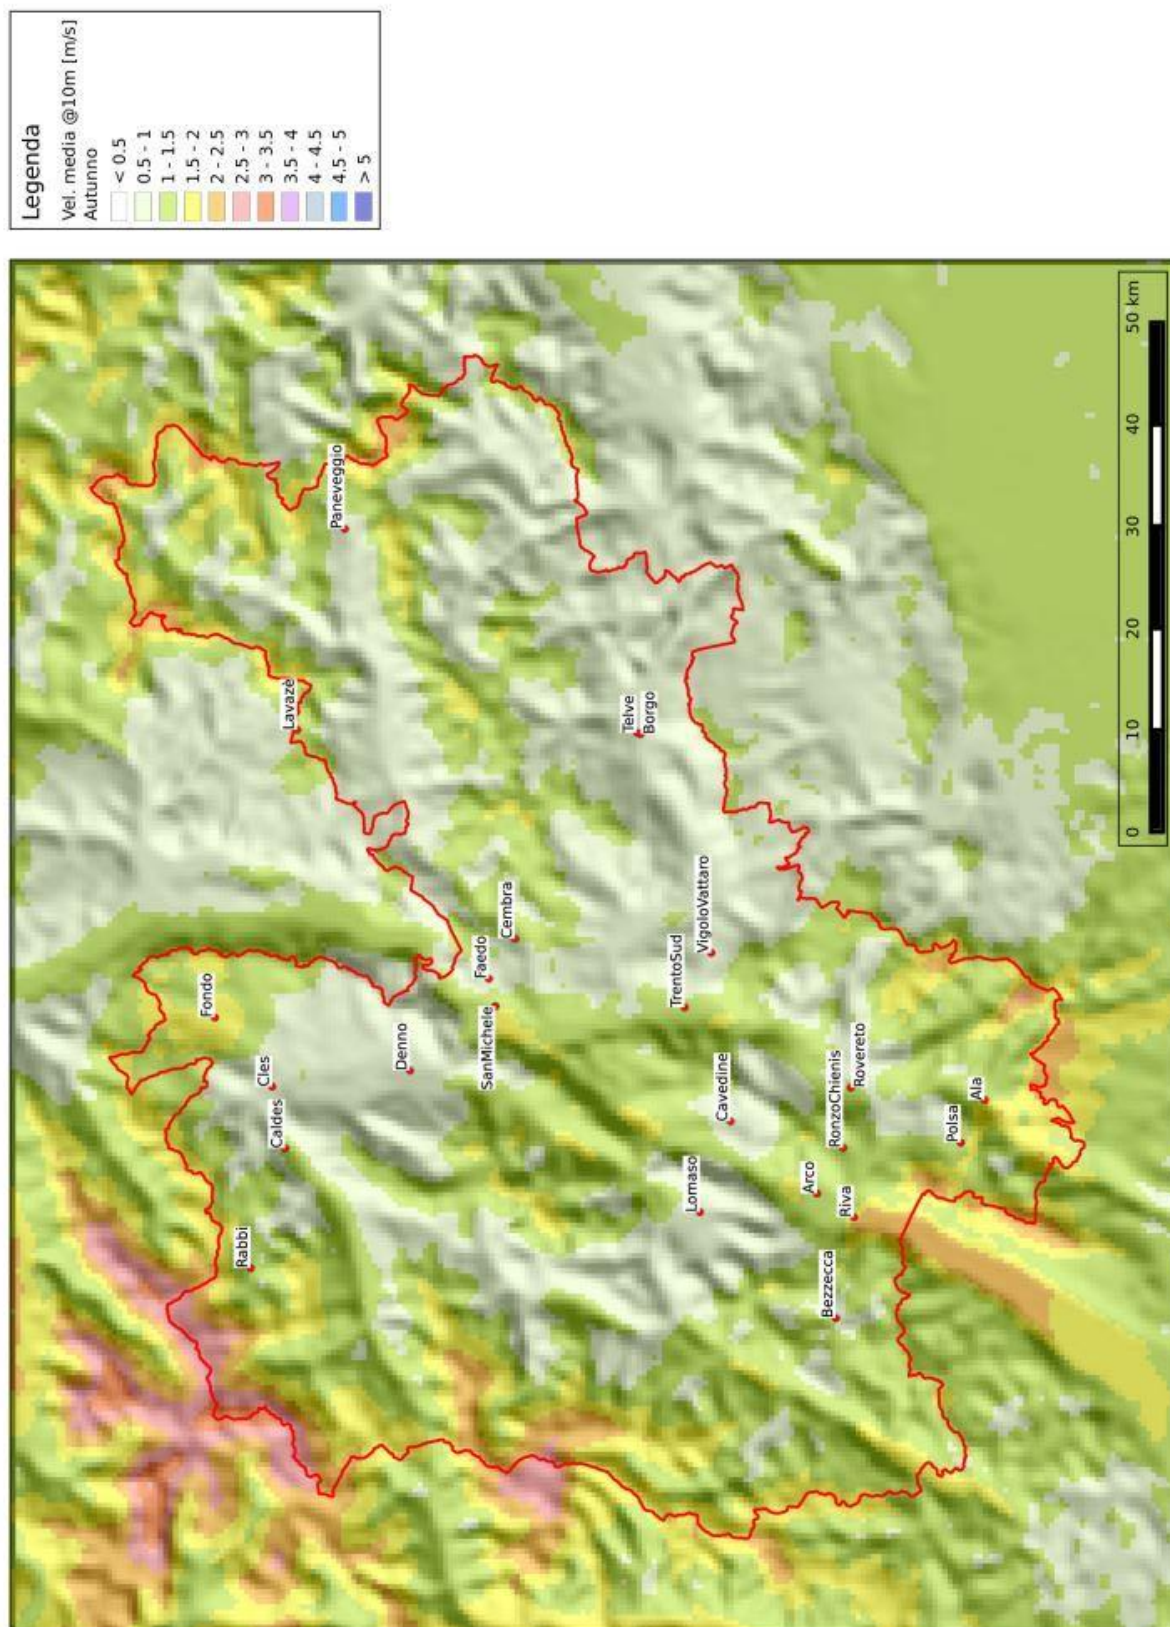 Legenda
Vel. media @10m [m/s]
Autunno
< 0.5
0.5 - 1
1 - 1.5
1.5 - 2
2 - 2.5
2.5 - 3
3 - 3.5
3.5 - 4
4 - 4.5
4.5 - 5
> 5
Rabbi
Caldes
Cles
Fondo
Lavazè
Paneveggio
Denno
SanMichele
Faedo
Cembra
Telve
Borgo
Lomaso
Cavedine
TrentoSud
VigoloVattaro
Bezzecca
Riva
Arco
RonzoChienis
Rovereto
Polsa
Ala
0 10 20 30 40 50 km